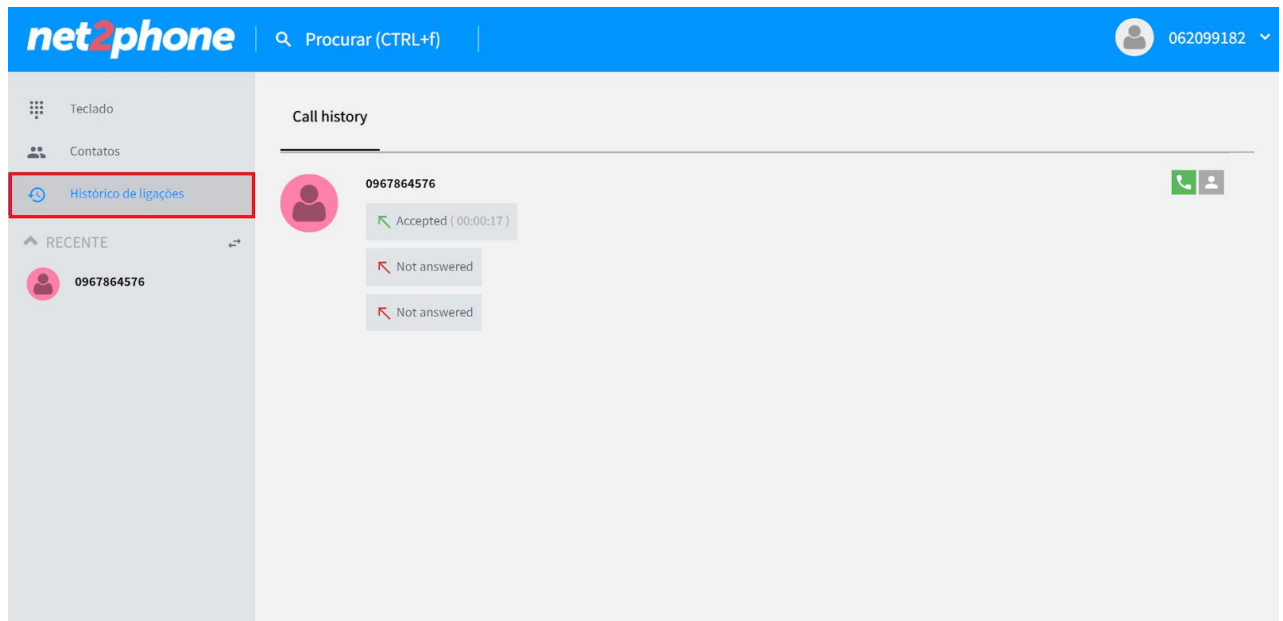 net2phone
Procurar (CTRL+f)
062099182
Teclado
Contatos
Histórico de ligações
RECENTE
0967864576
Call history
0967864576
Accepted ( 00:00:17 )
Not answered
Not answered